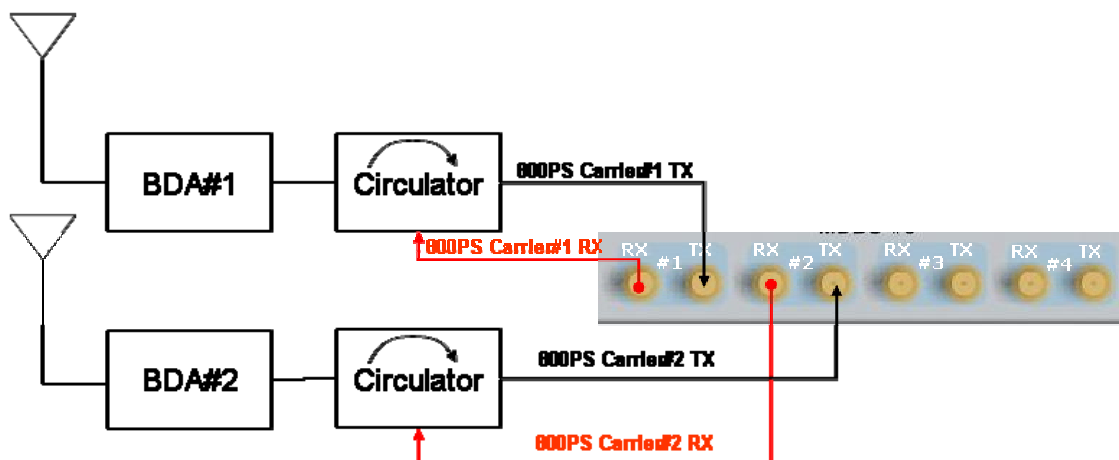 800PS Carrier#1 TX
BDA#1
Circulator
800PS Carrier#1 RX
RX TX RX TX RX TX RX TX
#1 #2 #3 #4
800PS Carrier#2 TX
BDA#2
Circulator
800PS Carrier#2 RX